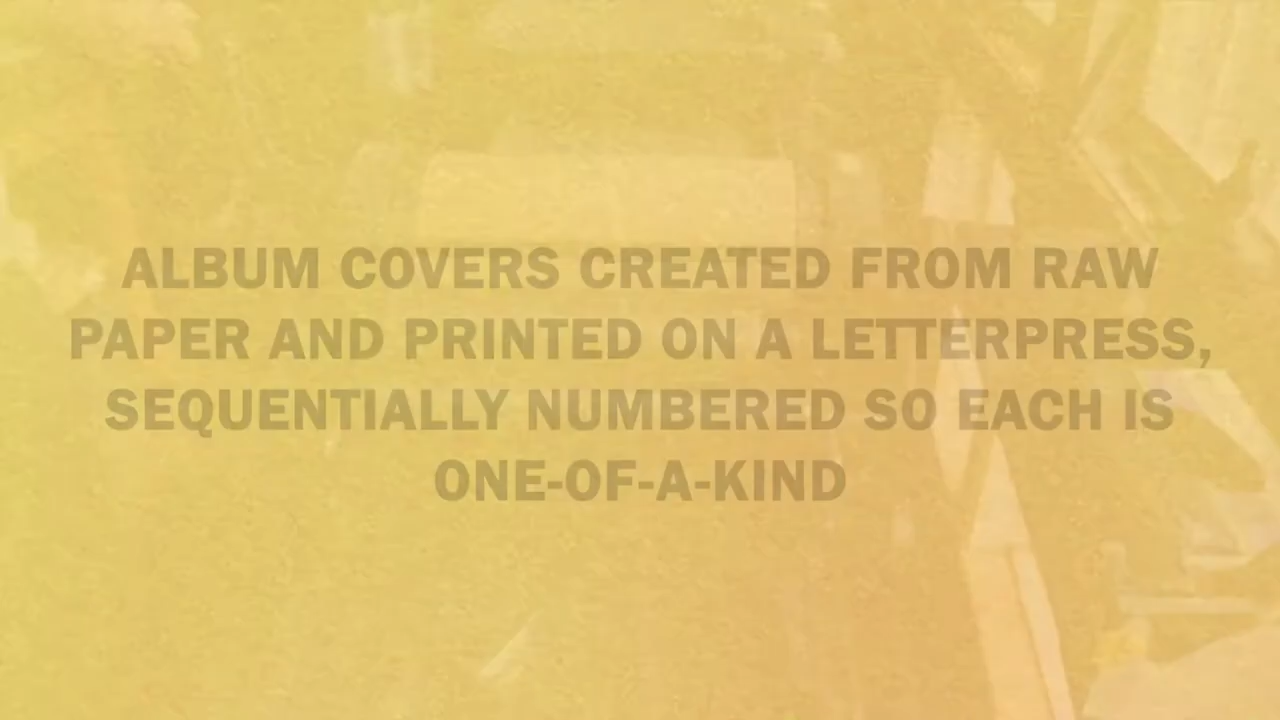 ALBUM COVERS CREATED FROM RAW
PAPER AND PRINTED ON A LETTERPRESS,
SEQUENTIALLY NUMBERED SO EACH IS
ONE-OF-A-KIND